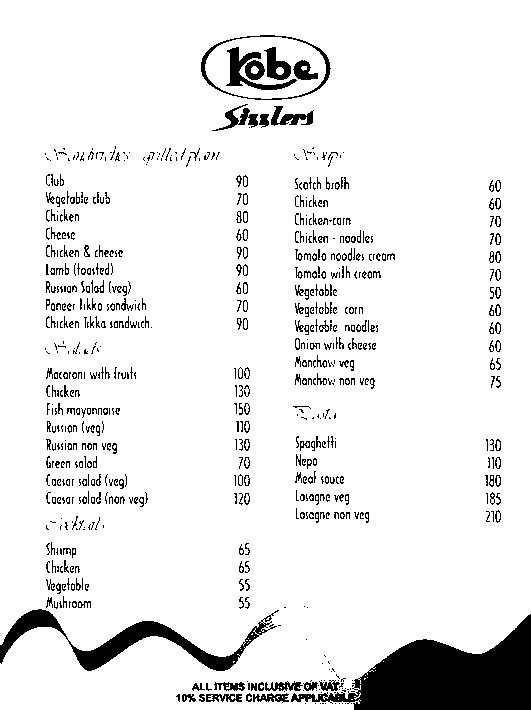 Kobe
Sizzlers
Sandwiches grilled plain
Club 90
Vegetable club 70
Chicken 80
Cheese 60
Chicken & cheese 90
Lamb (toasted) 90
Russian Salad (veg) 60
Paneer tikka sandwich 70
Chicken Tikka sandwich. 90
Salads
Macaroni with fruits 100
Chicken 130
Fish mayonnaise 150
Russian (veg) 110
Russian non veg 130
Green salad 70
Caesar salad (veg) 100
Caesar salad (non veg) 120
Cocktails
Shrimp 65
Chicken 65
Vegetable 55
Mushroom 55
Soups
Scotch broth 60
Chicken 60
Chicken-corn 70
Chicken - noodles 70
Tomato noodles cream 80
Tomato with cream 70
Vegetable 50
Vegetable corn 60
Vegetable noodles 60
Onion with cheese 60
Manchow veg 65
Manchow non veg 75
Pasta
Spaghetti 130
Nepo 110
Meat sauce 180
Lasagne veg 185
Lasagne non veg 210
ALL ITEMS INCLUSIVE OF VAT
10% SERVICE CHARGE APPLICABLE